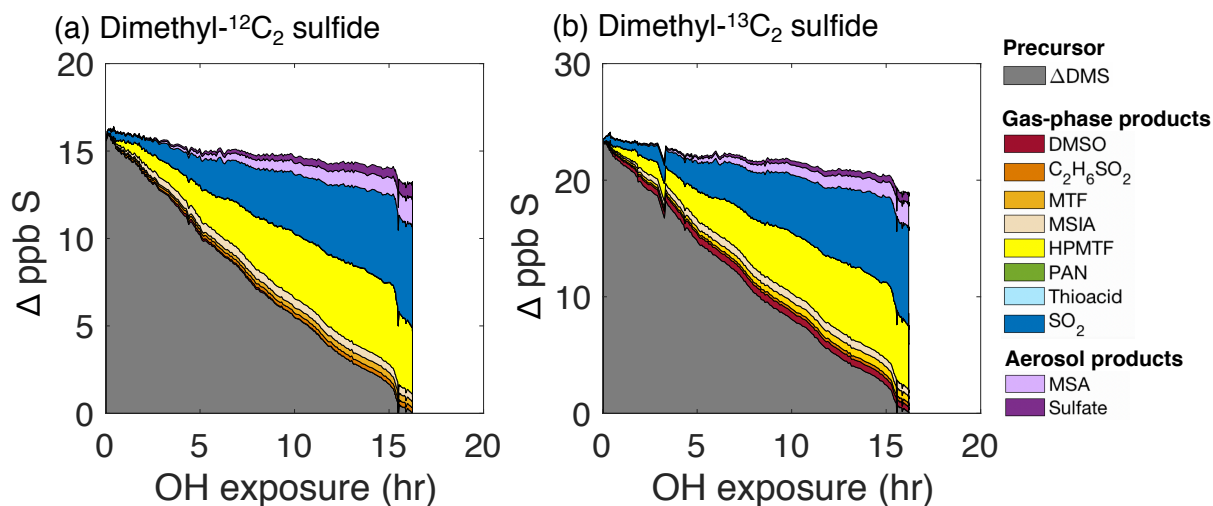 (a) Dimethyl-¹²C₂ sulfide
20
15
10
5
0
Δ ppb S
0 5 10 15 20
OH exposure (hr)
(b) Dimethyl-¹³C₂ sulfide
30
20
10
0
Δ ppb S
0 5 10 15 20
OH exposure (hr)
Precursor
ΔDMS
Gas-phase products
DMSO
C₂H₆SO₂
MTF
MSIA
HPMTF
PAN
Thioacid
SO₂
Aerosol products
MSA
Sulfate